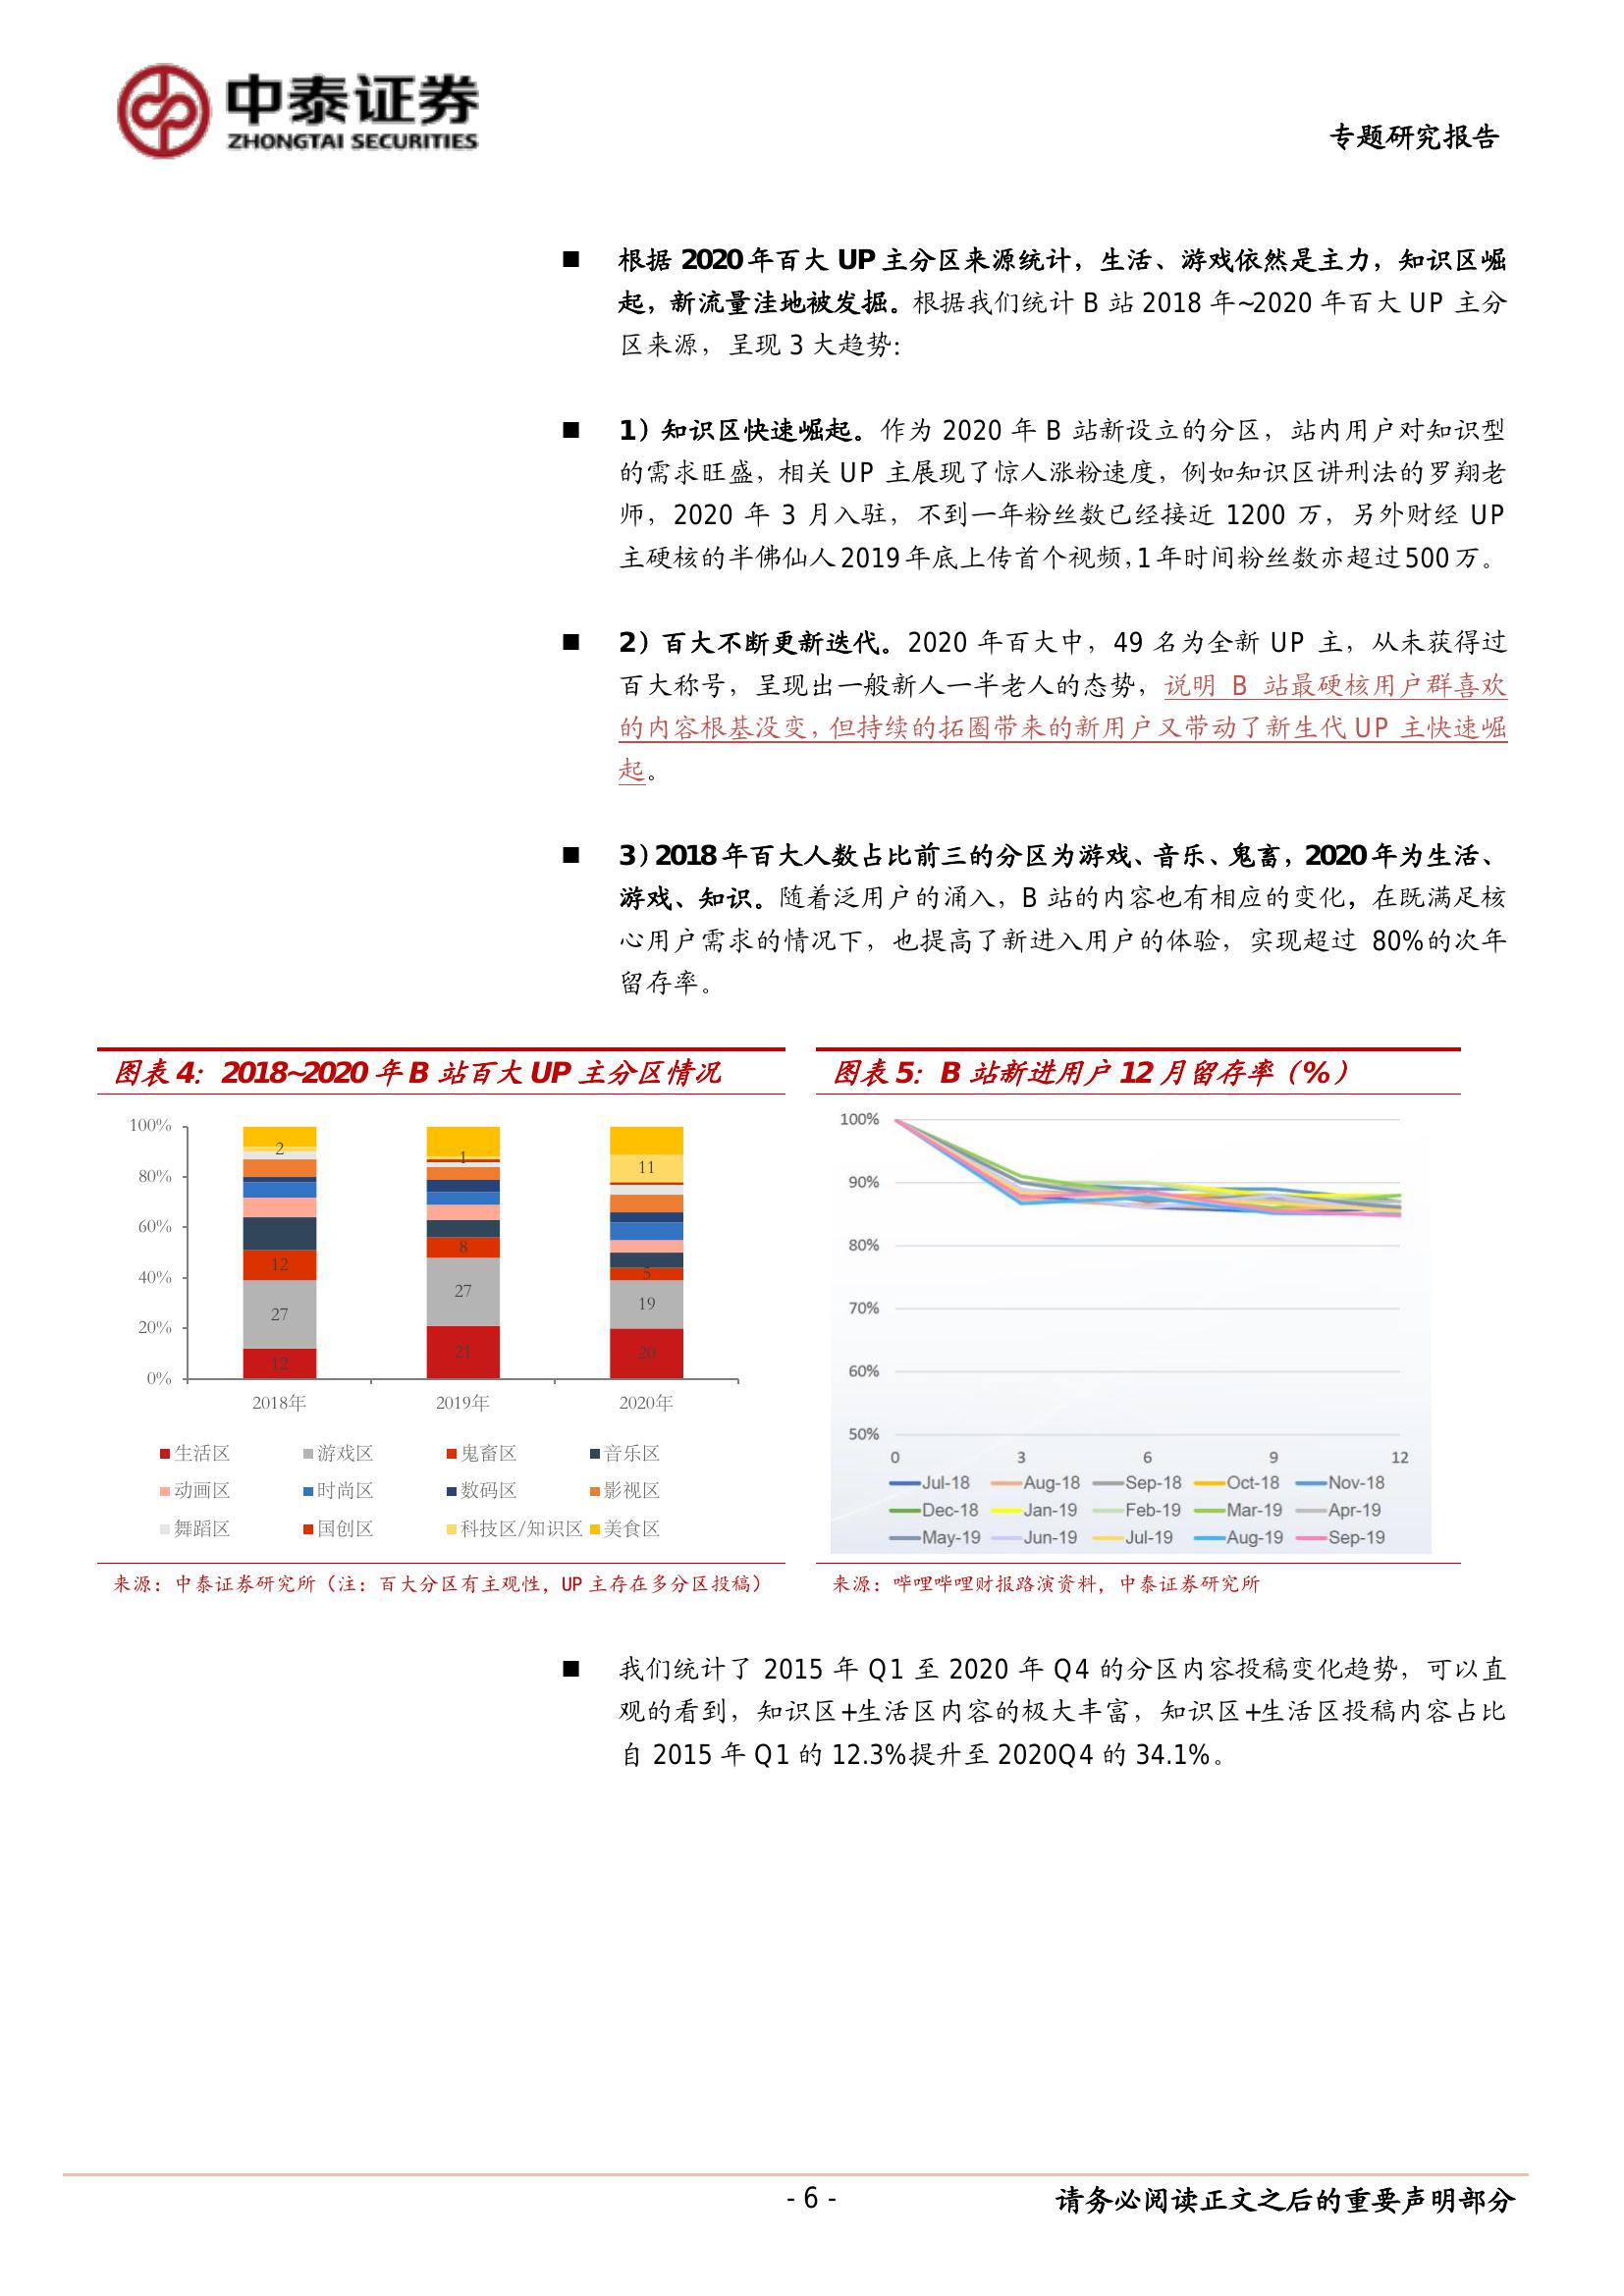 中泰证券
ZHONGTAI SECURITIES
专题研究报告
■ 根据 2020 年百大 UP 主分区来源统计，生活、游戏依然是主力，知识区崛
起，新流量洼地被发掘。根据我们统计 B 站 2018 年~2020 年百大 UP 主分
区来源，呈现 3 大趋势：
■ 1）知识区快速崛起。作为 2020 年 B 站新设立的分区，站内用户对知识型
的需求旺盛，相关 UP 主展现了惊人涨粉速度，例如知识区讲刑法的罗翔老
师，2020 年 3 月入驻，不到一年粉丝数已经接近 1200 万，另外财经 UP
主硬核的半佛仙人 2019 年底上传首个视频，1 年时间粉丝数亦超过 500 万。
■ 2）百大不断更新迭代。2020 年百大中，49 名为全新 UP 主，从未获得过
百大称号，呈现出一般新人一半老人的态势，说明 B 站最硬核用户群喜欢
的内容根基没变，但持续的拓圈带来的新用户又带动了新生代 UP 主快速崛
起。
■ 3）2018 年百大人数占比前三的分区为游戏、音乐、鬼畜，2020 年为生活、
游戏、知识。随着泛用户的涌入，B 站的内容也有相应的变化，在既满足核
心用户需求的情况下，也提高了新进入用户的体验，实现超过 80%的次年
留存率。
图表 4：2018~2020 年 B 站百大 UP 主分区情况
100%
80%
60%
40%
20%
0%
2
12
27
12
1
8
27
21
11
5
19
20
2018年 2019年 2020年
生活区 游戏区 鬼畜区 音乐区
动画区 时尚区 数码区 影视区
舞蹈区 国创区 科技区/知识区 美食区
来源：中泰证券研究所（注：百大分区有主观性，UP 主存在多分区投稿）
图表 5：B 站新进用户 12 月留存率（%）
100%
90%
80%
70%
60%
50%
0 3 6 9 12
Jul-18 Aug-18 Sep-18 Oct-18 Nov-18
Dec-18 Jan-19 Feb-19 Mar-19 Apr-19
May-19 Jun-19 Jul-19 Aug-19 Sep-19
来源：哔哩哔哩财报路演资料，中泰证券研究所
■ 我们统计了 2015 年 Q1 至 2020 年 Q4 的分区内容投稿变化趋势，可以直
观的看到，知识区+生活区内容的极大丰富，知识区+生活区投稿内容占比
自 2015 年 Q1 的 12.3%提升至 2020Q4 的 34.1%。
- 6 -
请务必阅读正文之后的重要声明部分